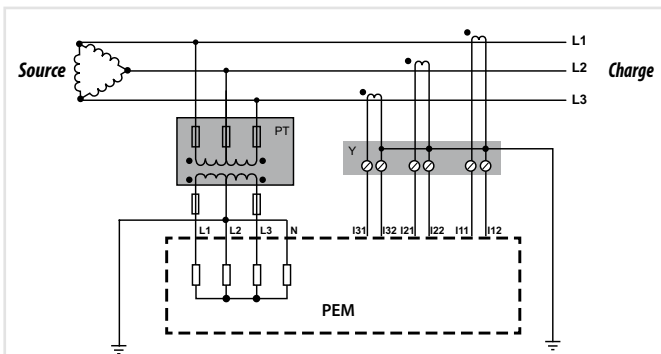 L1
Source
L2
Charge
L3
PT
Y
L1 L2 L3 N I31 I32 I21 I22 I11 I12
PEM